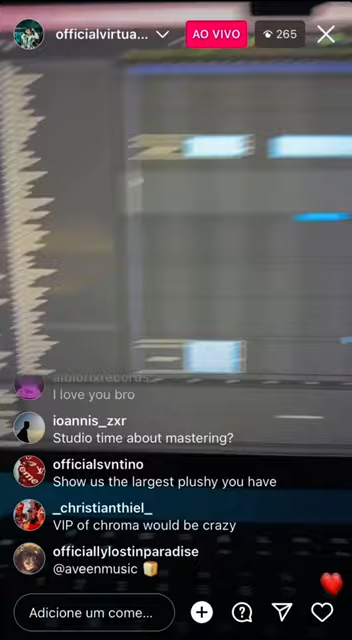 officialvirtua...
AO VIVO
265
albiorixrecords
I love you bro
ioannis_zxr
Studio time about mastering?
officialsvntino
Show us the largest plushy you have
_christianthiel_
VIP of chroma would be crazy
officiallylostinparadise
@aveenmusic
Adicione um come...